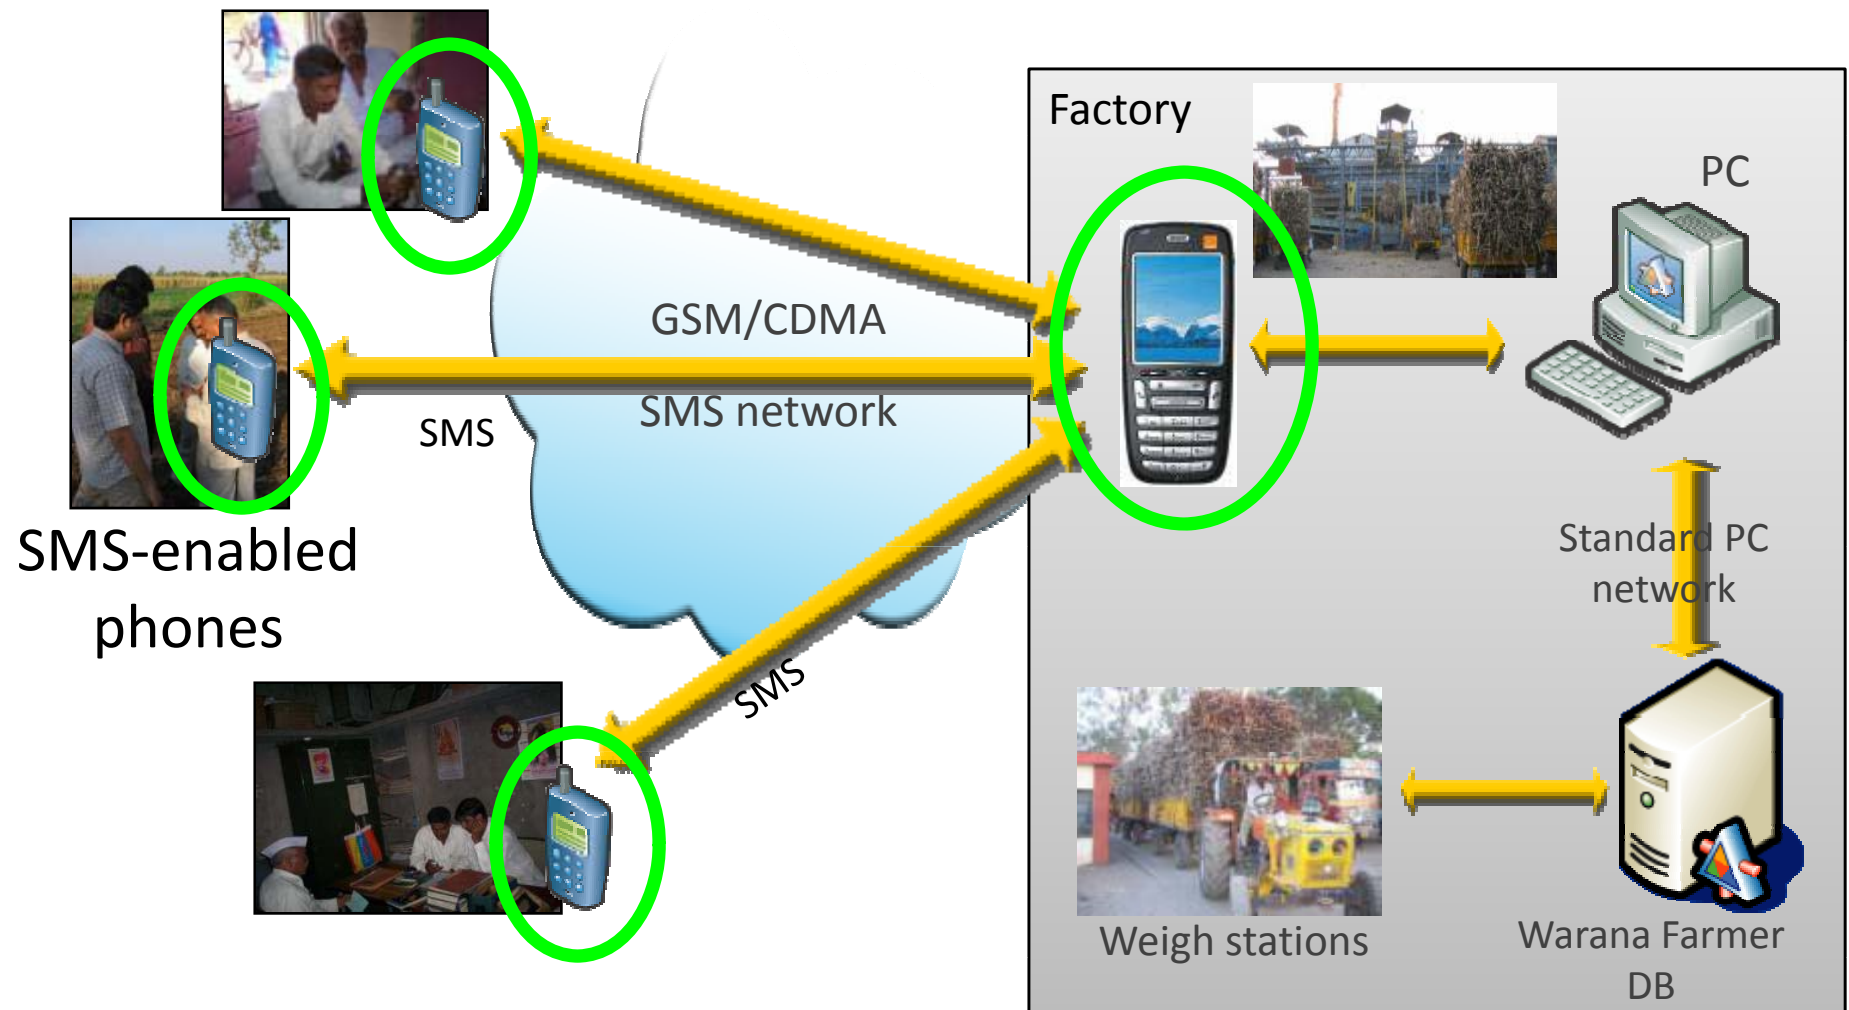 Factory
PC
GSM/CDMA
SMS network
SMS
SMS-enabled
phones
Standard PC
network
SMS
Weigh stations
Warana Farmer
DB